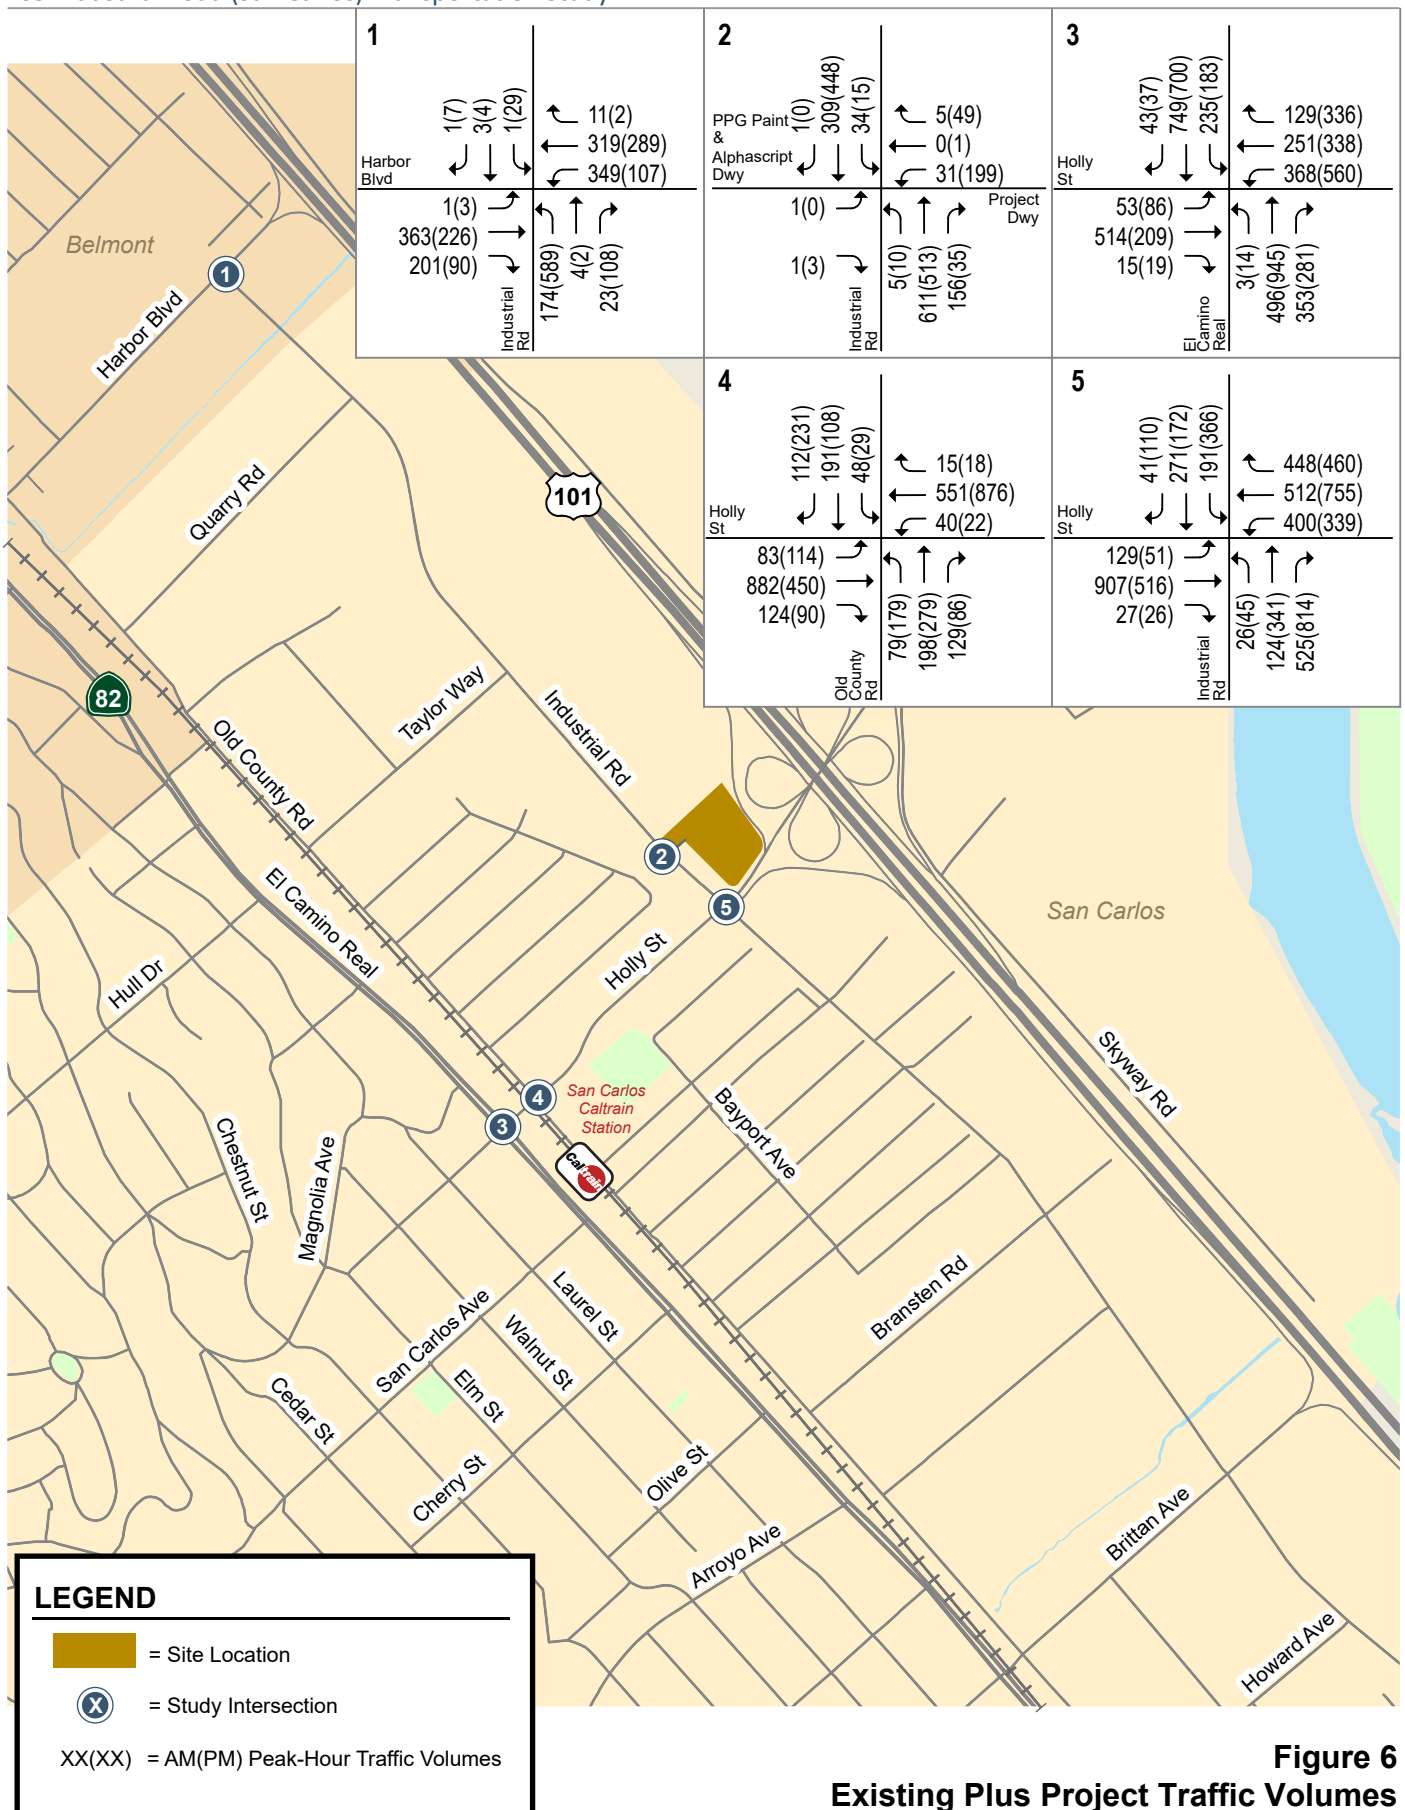 1
1(7)
3(4)
1(29)
11(2)
319(289)
349(107)
Harbor
Blvd
1(3)
363(226)
201(90)
174(589)
4(2)
23(108)
Industrial
Rd
2
1(0)
309(448)
34(15)
5(49)
0(1)
31(199)
PPG Paint
&
Alphascript
Dwy
Project
Dwy
1(0)
1(3)
5(10)
611(513)
156(35)
Industrial
Rd
3
43(37)
749(700)
235(183)
129(336)
251(338)
368(560)
Holly
St
53(86)
514(209)
15(19)
3(14)
496(945)
353(281)
El
Camino
Real
4
112(231)
191(108)
48(29)
15(18)
551(876)
40(22)
Holly
St
83(114)
882(450)
124(90)
79(179)
198(279)
129(86)
Old
County
Rd
5
41(110)
271(172)
191(366)
448(460)
512(755)
400(339)
Holly
St
129(51)
907(516)
27(26)
26(45)
124(341)
525(814)
Industrial
Rd
Belmont
1
Harbor Blvd
Quarry Rd
101
82
Taylor Way
Industrial Rd
Old County Rd
2
5
El Camino Real
San Carlos
Holly St
Hull Dr
Skyway Rd
4
San Carlos
Caltrain
Station
3
Bayport Ave
Caltrain
Chestnut St
Magnolia Ave
Bransten Rd
Laurel St
San Carlos Ave
Walnut St
Elm St
Cedar St
Cherry St
Olive St
Brittan Ave
Arroyo Ave
Howard Ave
LEGEND
= Site Location
X
= Study Intersection
XX(XX) = AM(PM) Peak-Hour Traffic Volumes
Figure 6
Existing Plus Project Traffic Volumes